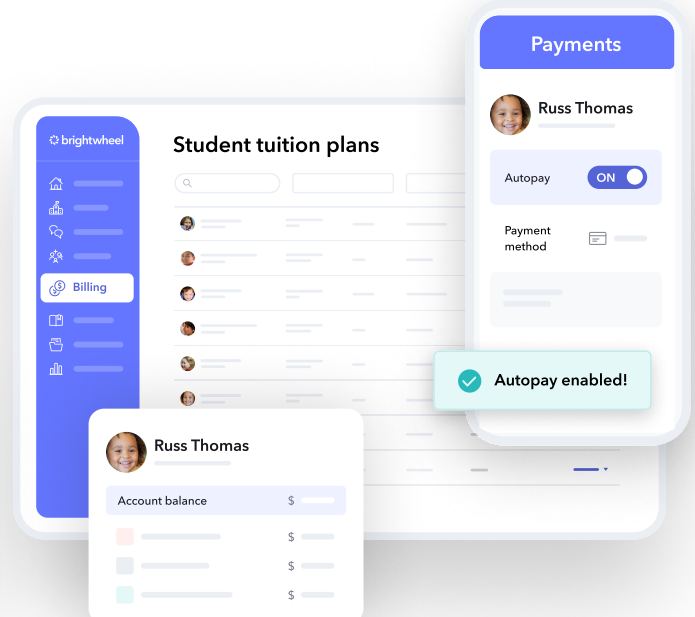 Payments
Russ Thomas
Autopay
ON
Payment
method
Autopay enabled!
brightwheel
Billing
Student tuition plans
Russ Thomas
Account balance
$
$
$
$